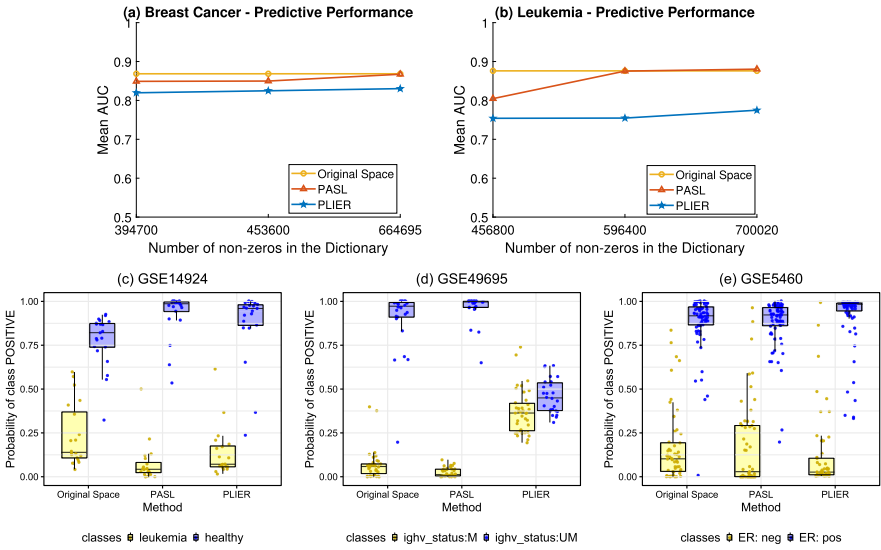 (a) Breast Cancer - Predictive Performance
1
0.9
0.8
0.7
0.6
0.5
Mean AUC
Original Space
PASL
PLIER
394700
453600
664695
Number of non-zeros in the Dictionary
(b) Leukemia - Predictive Performance
1
0.9
0.8
0.7
0.6
0.5
Mean AUC
Original Space
PASL
PLIER
456800
596400
700020
Number of non-zeros in the Dictionary
(c) GSE14924
1.00
0.75
0.50
0.25
0.00
Probability of class POSITIVE
Original Space
PASL
PLIER
Method
classes leukemia healthy
(d) GSE49695
1.00
0.75
0.50
0.25
0.00
Probability of class POSITIVE
Original Space
PASL
PLIER
Method
classes ighv_status:M ighv_status:UM
(e) GSE5460
1.00
0.75
0.50
0.25
0.00
Probability of class POSITIVE
Original Space
PASL
PLIER
Method
classes ER: neg ER: pos